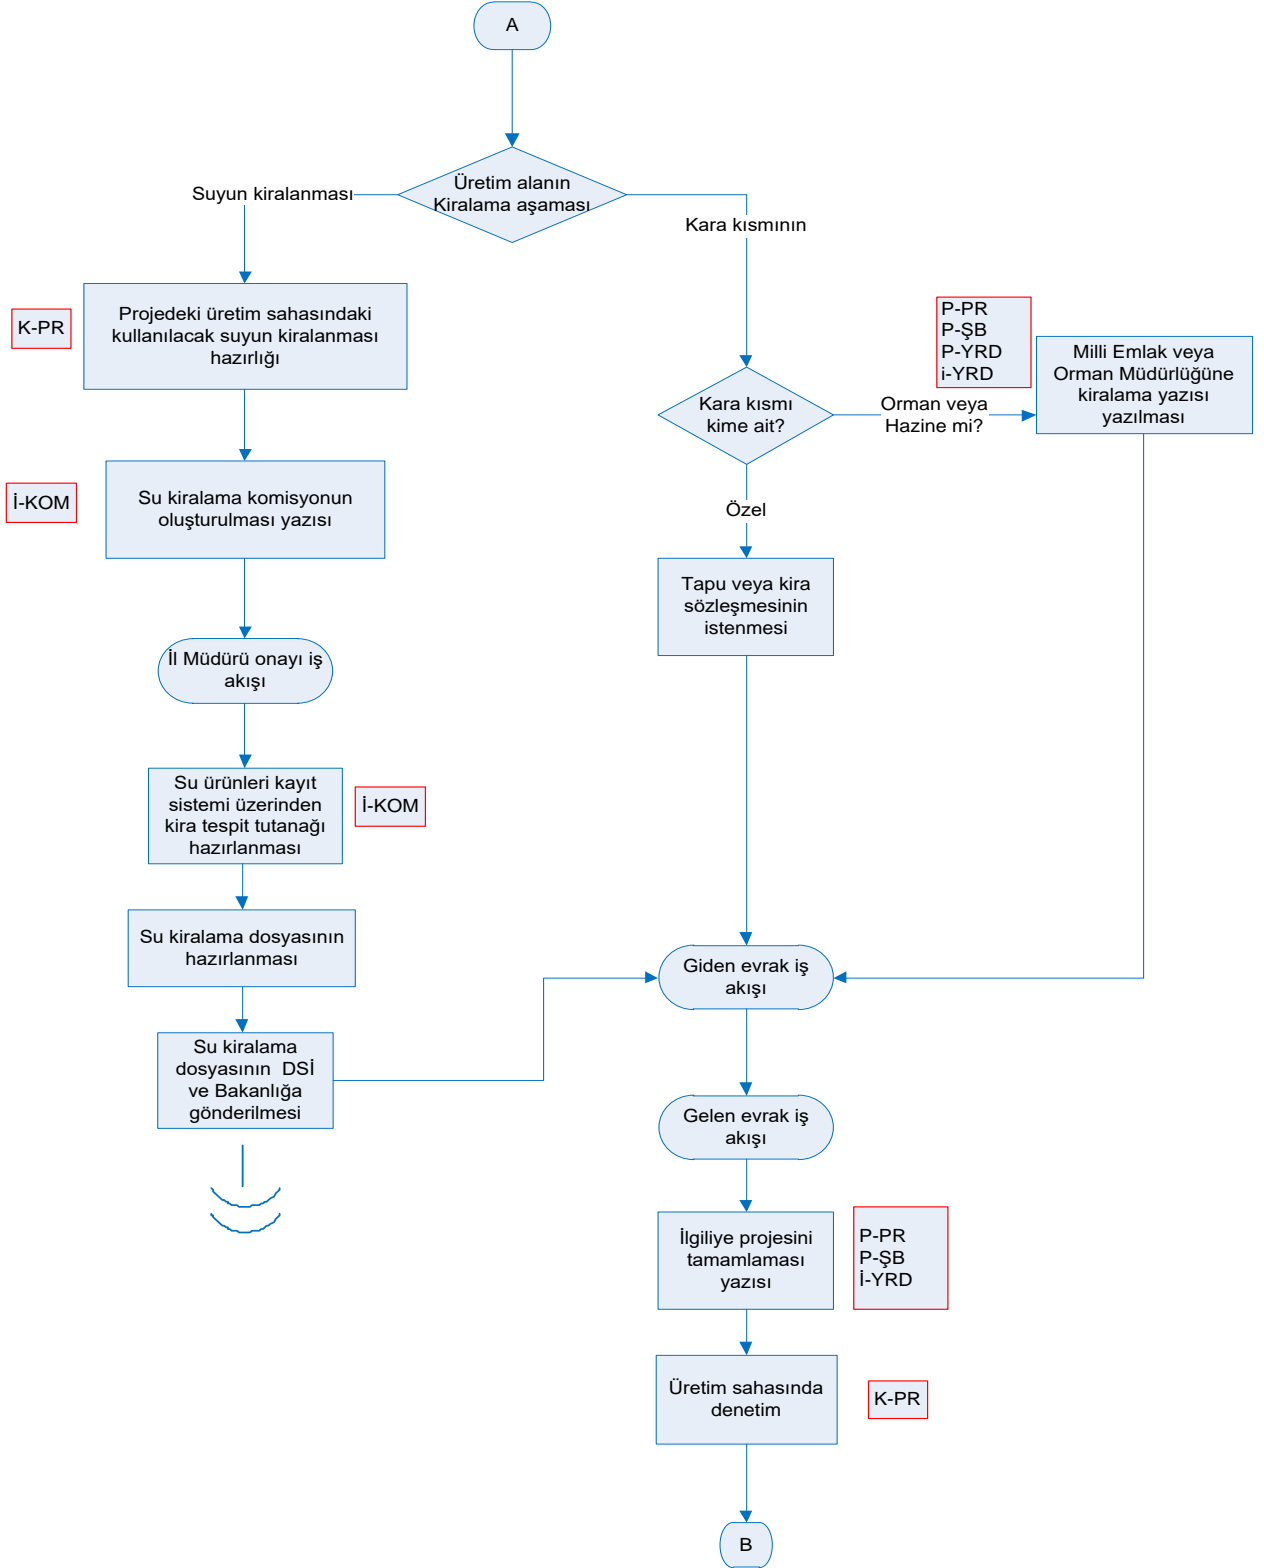 A
Üretim alanın
Kiralama aşaması
Suyun kiralanması
Kara kısmının
K-PR
Projedeki üretim sahasındaki
kullanılacak suyun kiralanması
hazırlığı
P-PR
P-ŞB
P-YRD
i-YRD
Milli Emlak veya
Orman Müdürlüğüne
kiralama yazısı
yazılması
Kara kısmı
kime ait?
Orman veya
Hazine mi?
İ-KOM
Su kiralama komisyonun
oluşturulması yazısı
Özel
Tapu veya kira
sözleşmesinin
istenmesi
İl Müdürü onayı iş
akışı
Su ürünleri kayıt
sistemi üzerinden
kira tespit tutanağı
hazırlanması
İ-KOM
Su kiralama dosyasının
hazırlanması
Giden evrak iş
akışı
Su kiralama
dosyasının  DSİ
ve Bakanlığa
gönderilmesi
Gelen evrak iş
akışı
İlgiliye projesini
tamamlaması
yazısı
P-PR
P-ŞB
İ-YRD
Üretim sahasında
denetim
K-PR
B